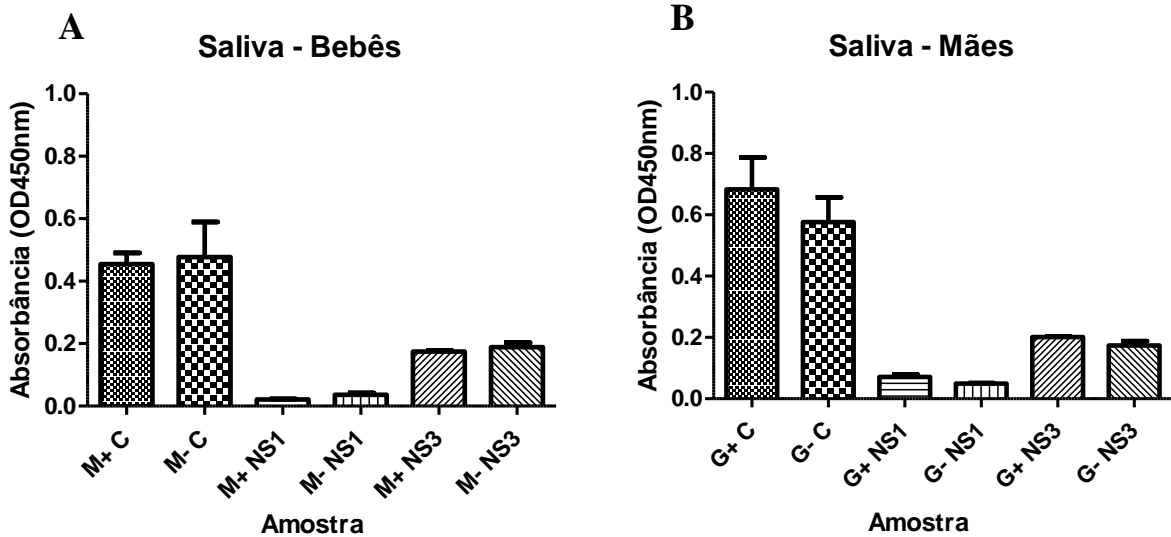 A
Saliva - Bebês
Absorbância (OD450nm)
1.0
0.8
0.6
0.4
0.2
0.0
M+ C
M- C
M+ NS1
M- NS1
M+ NS3
M- NS3
Amostra
B
Saliva - Mães
Absorbância (OD450nm)
1.0
0.8
0.6
0.4
0.2
0.0
G+ C
G- C
G+ NS1
G- NS1
G+ NS3
G- NS3
Amostra